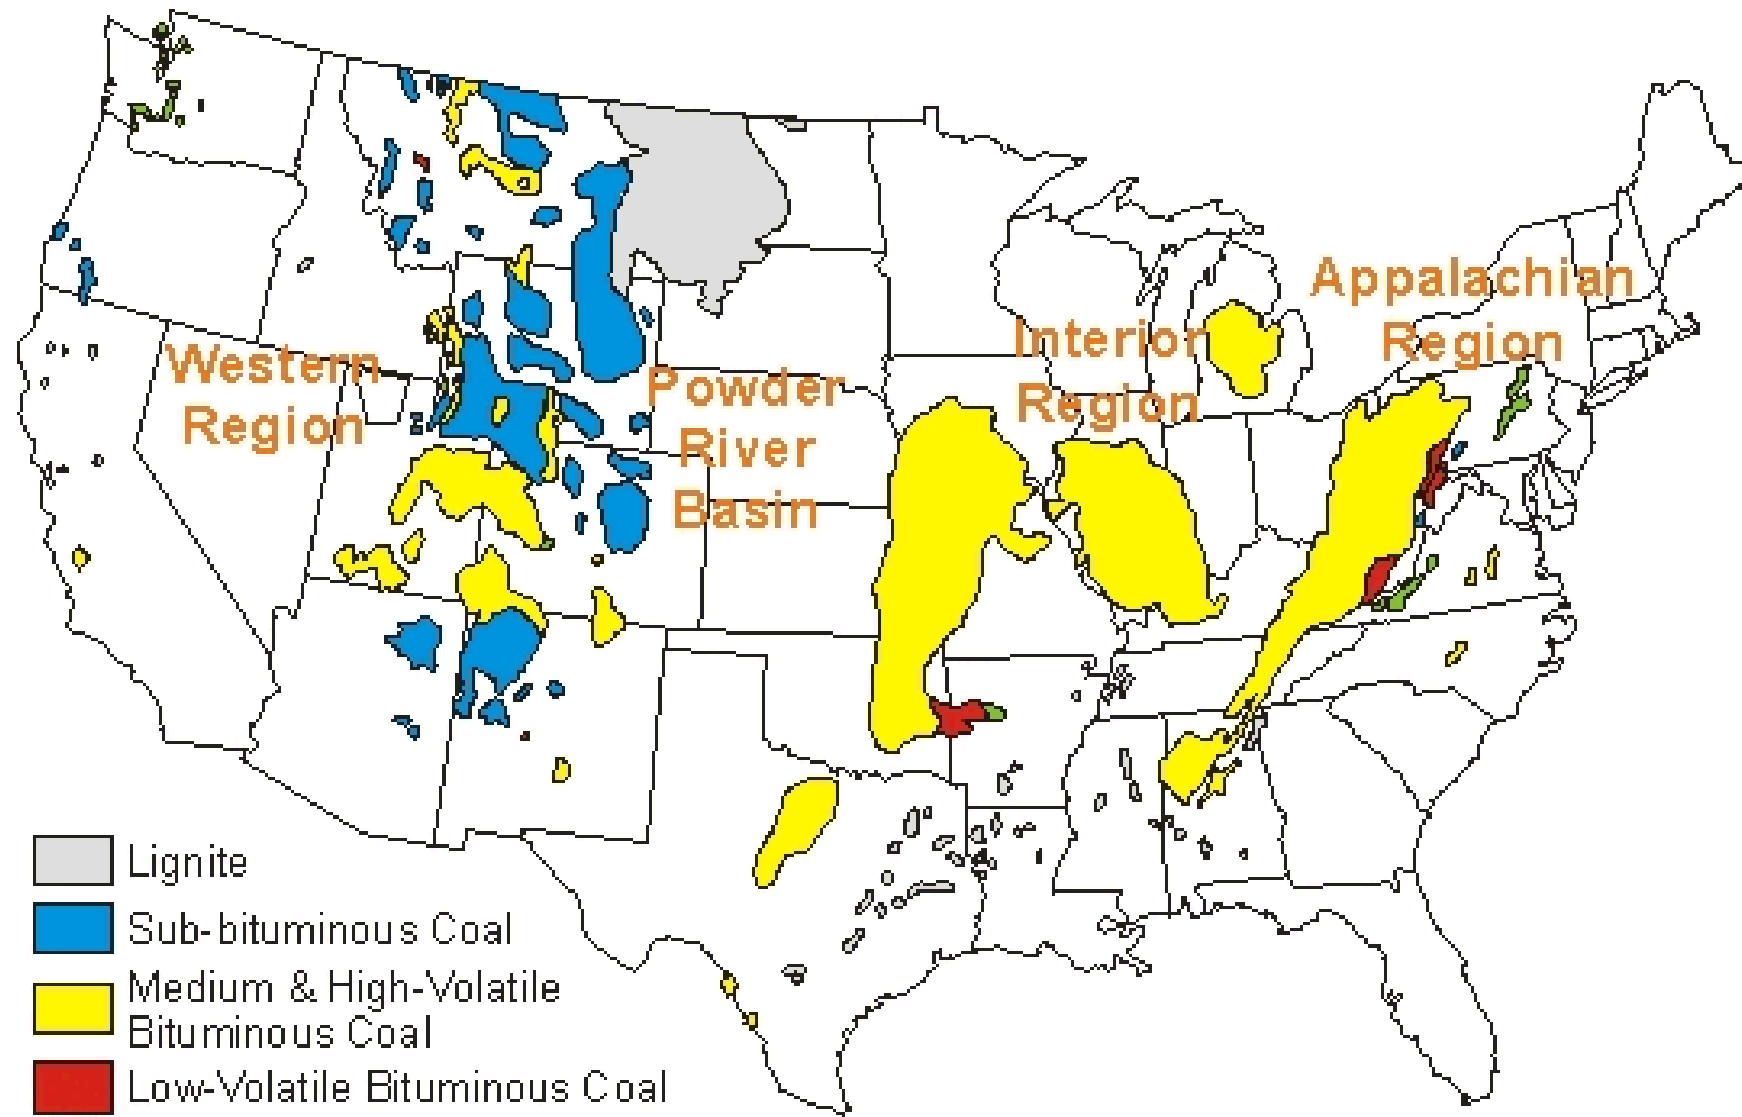 Appalachian
Region
Interior
Region
Western
Region
Powder
River
Basin
Lignite
Sub-bituminous Coal
Medium & High-Volatile
Bituminous Coal
Low-Volatile Bituminous Coal